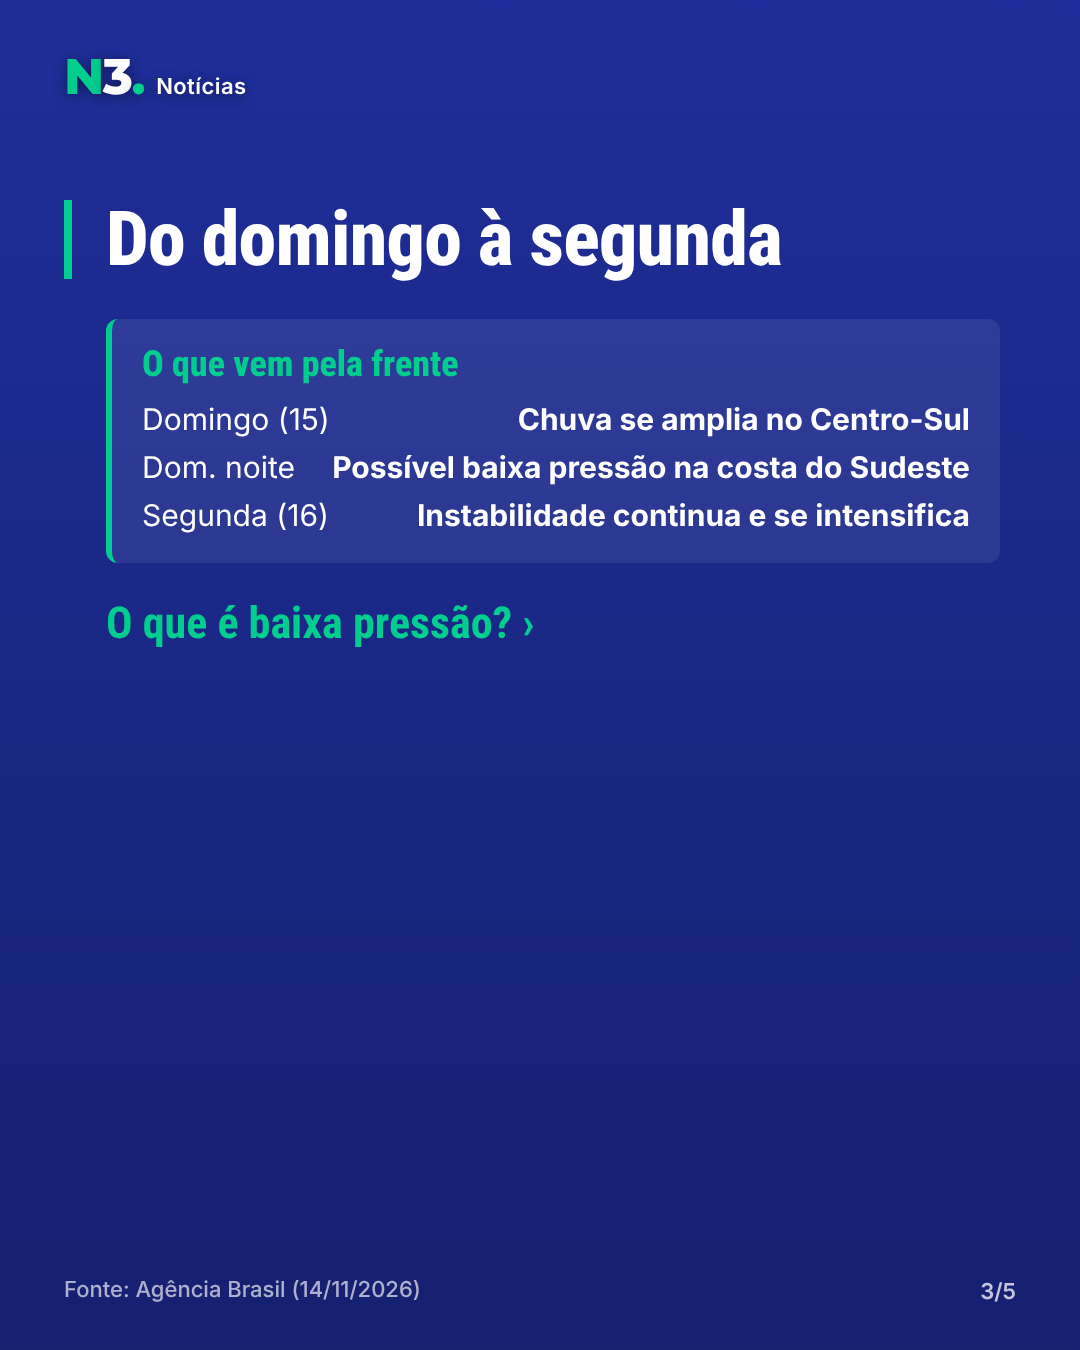 N3. Notícias
Do domingo à segunda
O que vem pela frente
Domingo (15) Chuva se amplia no Centro-Sul
Dom. noite Possível baixa pressão na costa do Sudeste
Segunda (16) Instabilidade continua e se intensifica
O que é baixa pressão? ›
Fonte: Agência Brasil (14/11/2026)
3/5